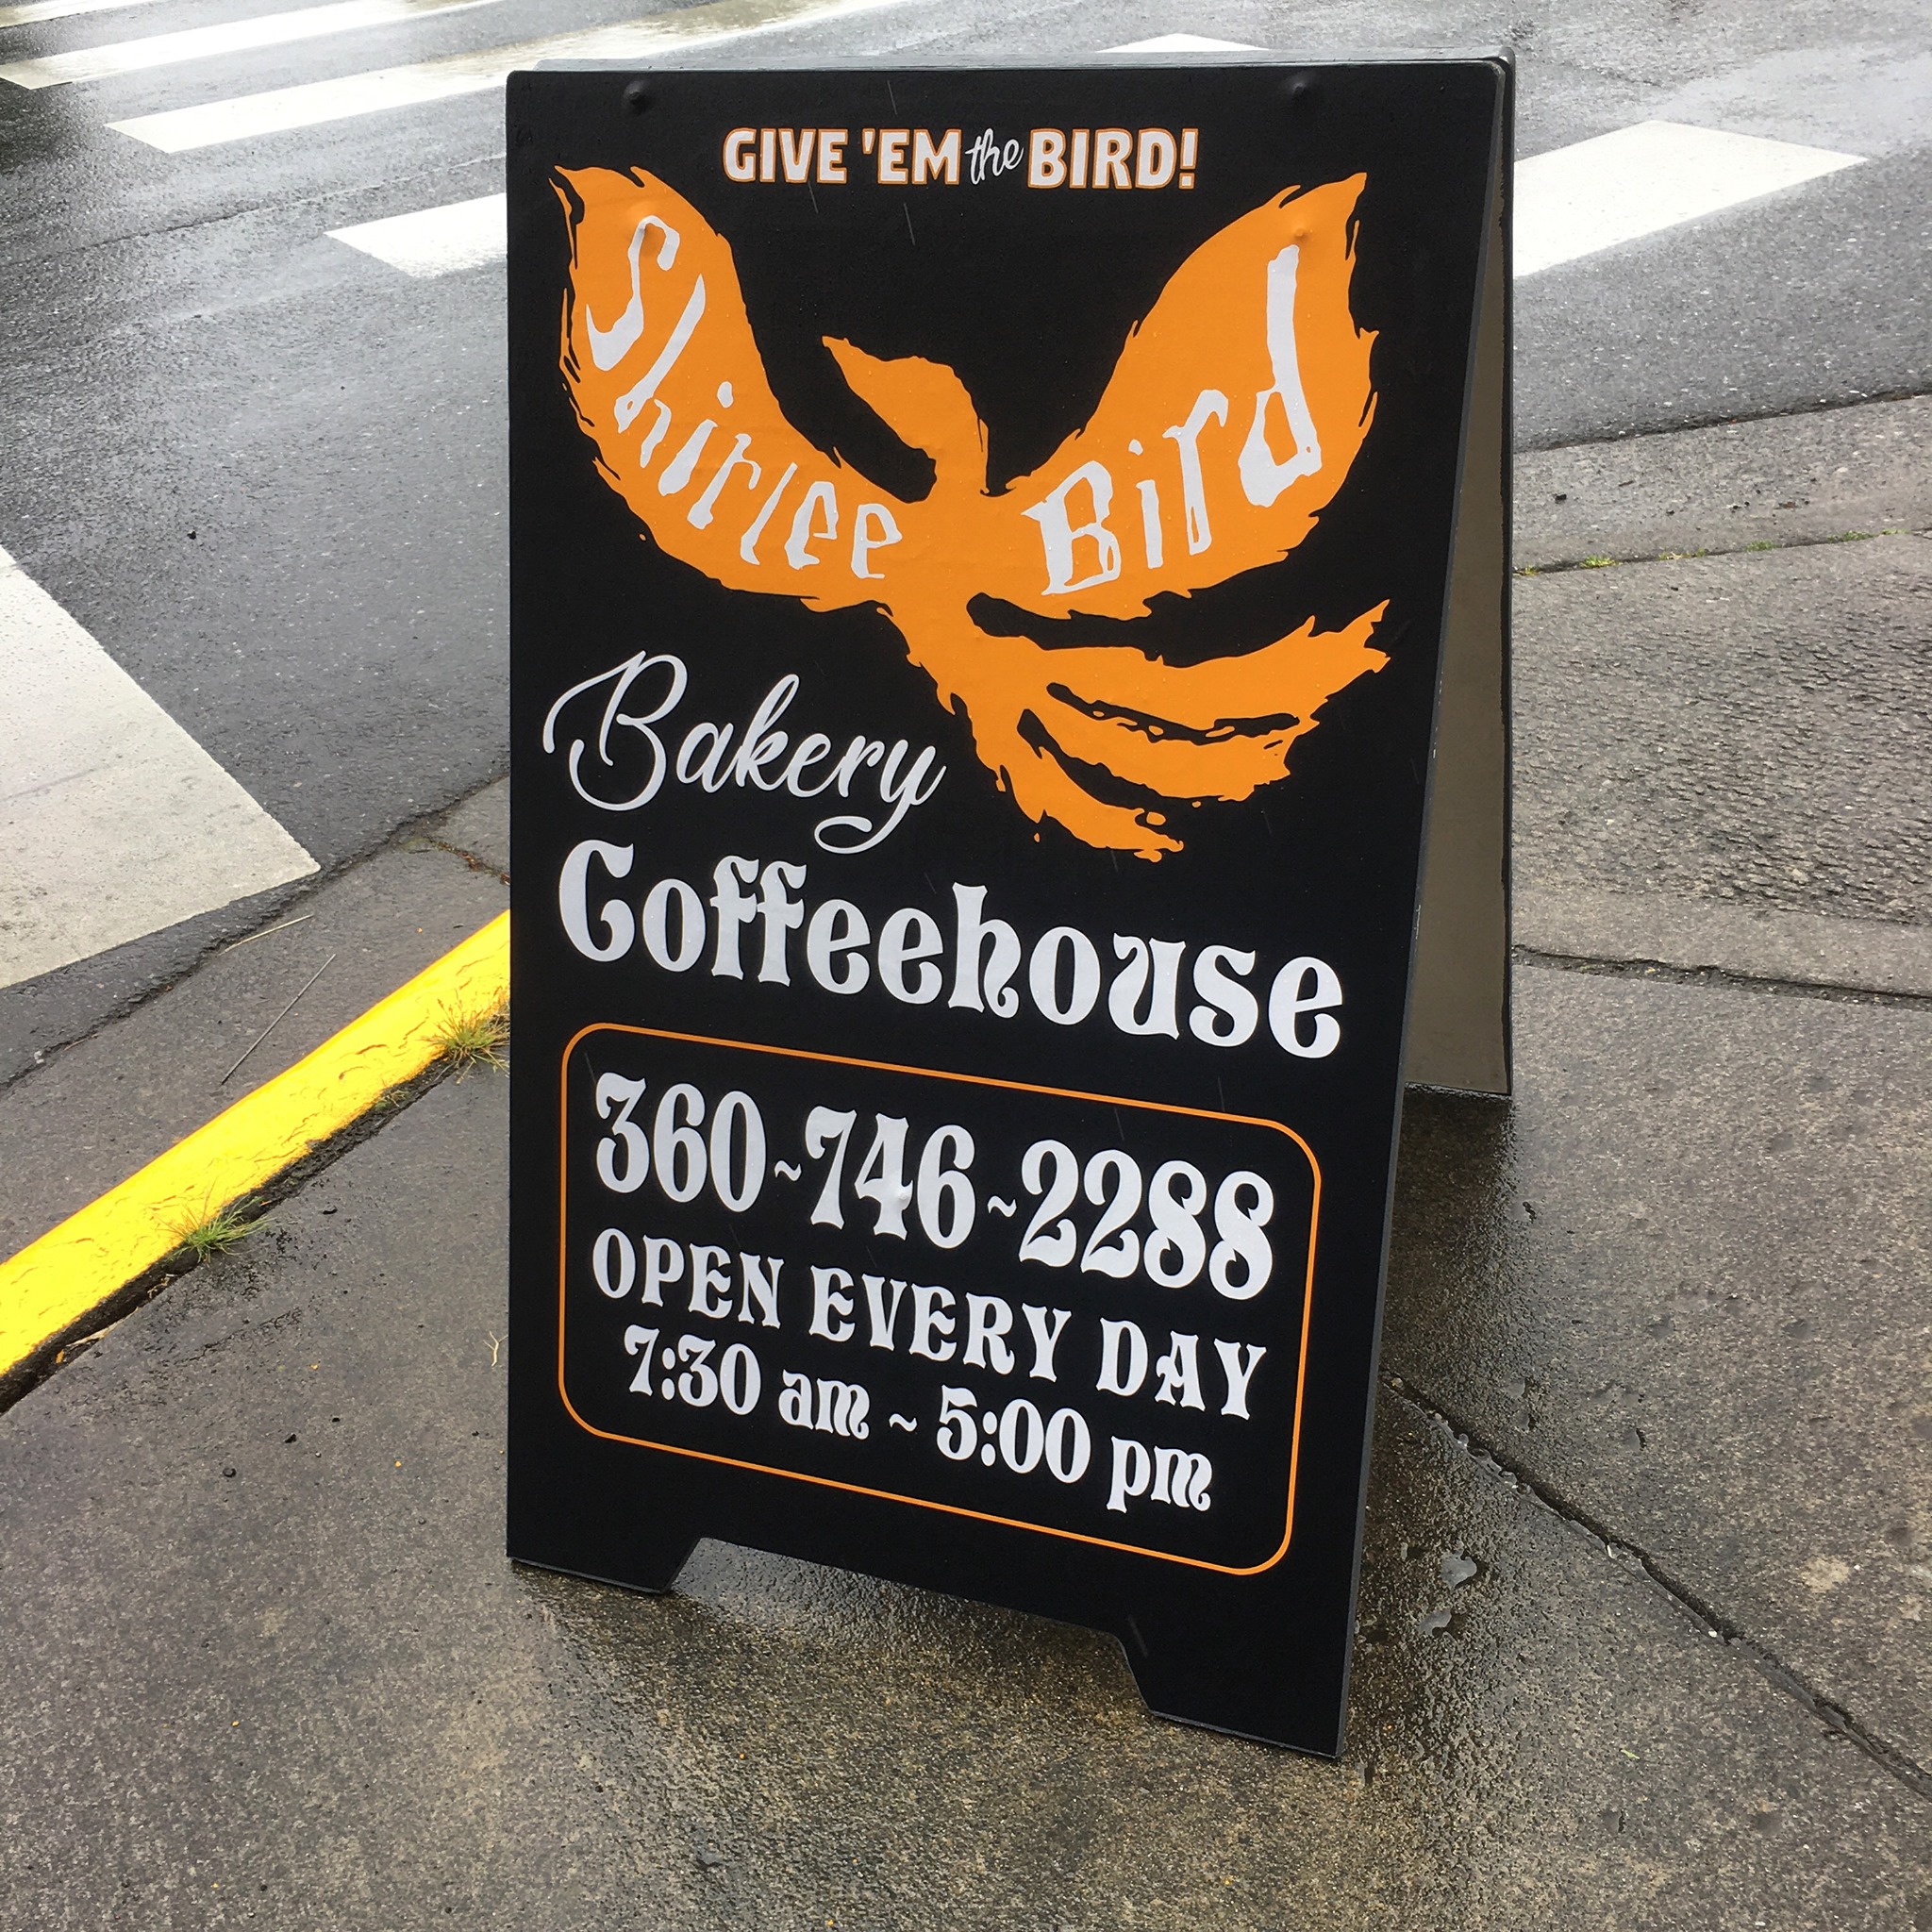 GIVE 'EM the BIRD!
Shirlee Bird
Bakery
Coffeehouse
360~746~2288
OPEN EVERY DAY
7:30 am ~ 5:00 pm